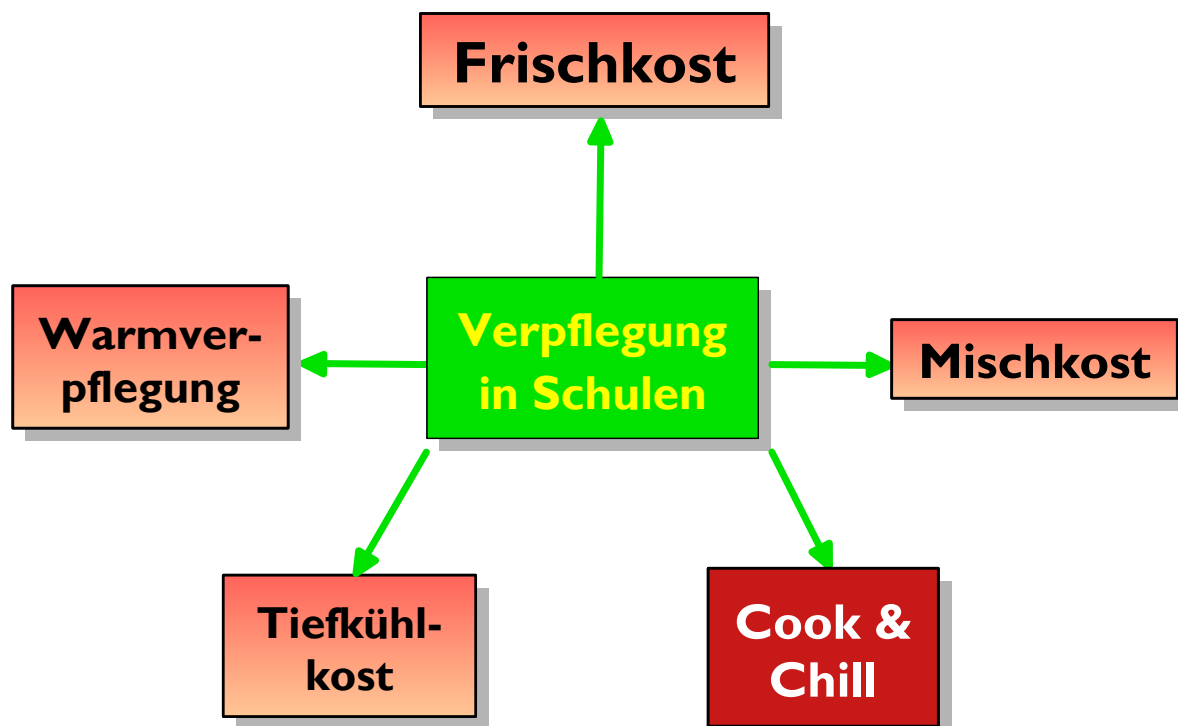 Frischkost
Warmver-
pflegung
Verpflegung
in Schulen
Mischkost
Tiefkühl-
kost
Cook &
Chill